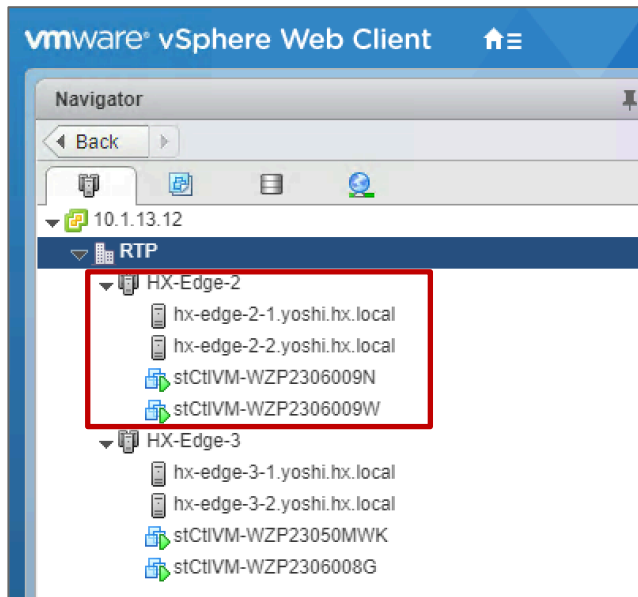 vmware® vSphere Web Client
Navigator
Back
10.1.13.12
RTP
HX-Edge-2
hx-edge-2-1.yoshi.hx.local
hx-edge-2-2.yoshi.hx.local
stCtlVM-WZP2306009N
stCtlVM-WZP2306009W
HX-Edge-3
hx-edge-3-1.yoshi.hx.local
hx-edge-3-2.yoshi.hx.local
stCtlVM-WZP23050MWK
stCtlVM-WZP2306008G